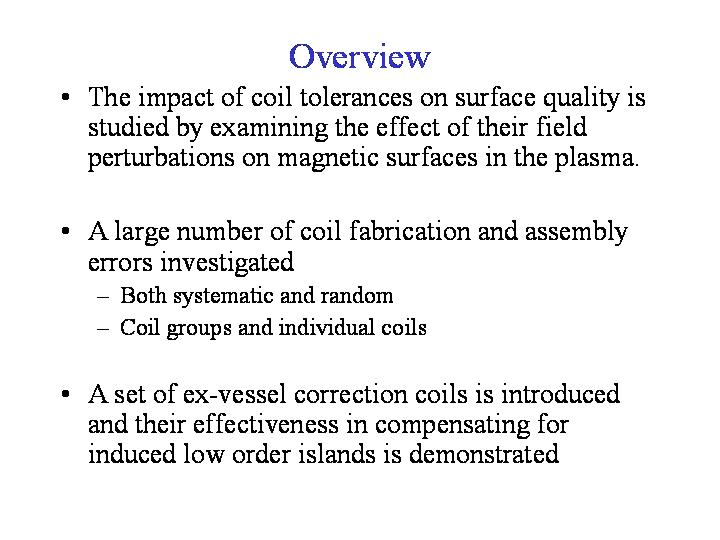 Overview
• The impact of coil tolerances on surface quality is
studied by examining the effect of their field
perturbations on magnetic surfaces in the plasma.
• A large number of coil fabrication and assembly
errors investigated
– Both systematic and random
– Coil groups and individual coils
• A set of ex-vessel correction coils is introduced
and their effectiveness in compensating for
induced low order islands is demonstrated